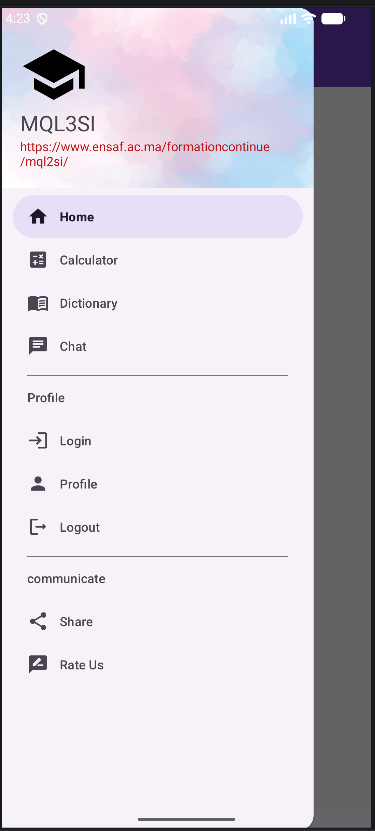 4:23
MQL3SI
https://www.ensaf.ac.ma/formationcontinue
/mql2si/
Home
Calculator
Dictionary
Chat
Profile
Login
Profile
Logout
communicate
Share
Rate Us